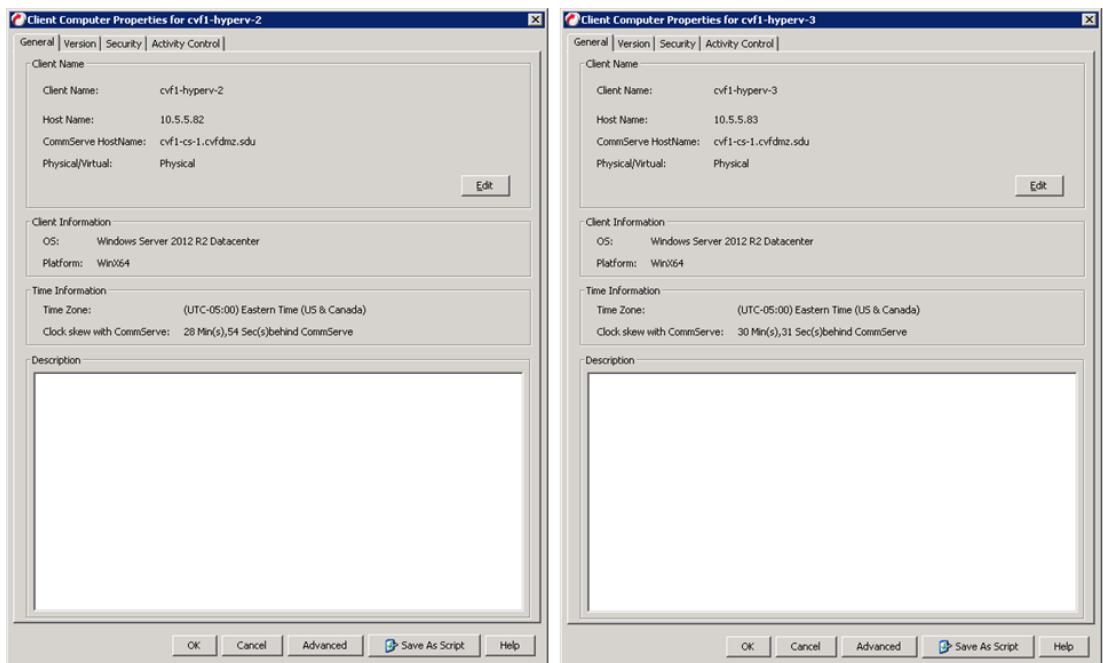 Client Computer Properties for cvf1-hyperv-2
General Version Security Activity Control
Client Name
Client Name: cvf1-hyperv-2
Host Name: 10.5.5.82
CommServe HostName: cvf1-cs-1.cvfdmz.sdu
Physical/Virtual: Physical
Edit
Client Information
OS: Windows Server 2012 R2 Datacenter
Platform: WinX64
Time Information
Time Zone: (UTC-05:00) Eastern Time (US & Canada)
Clock skew with CommServe: 28 Min(s),54 Sec(s)behind CommServe
Description
OK Cancel Advanced Save As Script Help
Client Computer Properties for cvf1-hyperv-3
General Version Security Activity Control
Client Name
Client Name: cvf1-hyperv-3
Host Name: 10.5.5.83
CommServe HostName: cvf1-cs-1.cvfdmz.sdu
Physical/Virtual: Physical
Edit
Client Information
OS: Windows Server 2012 R2 Datacenter
Platform: WinX64
Time Information
Time Zone: (UTC-05:00) Eastern Time (US & Canada)
Clock skew with CommServe: 30 Min(s),31 Sec(s)behind CommServe
Description
OK Cancel Advanced Save As Script Help